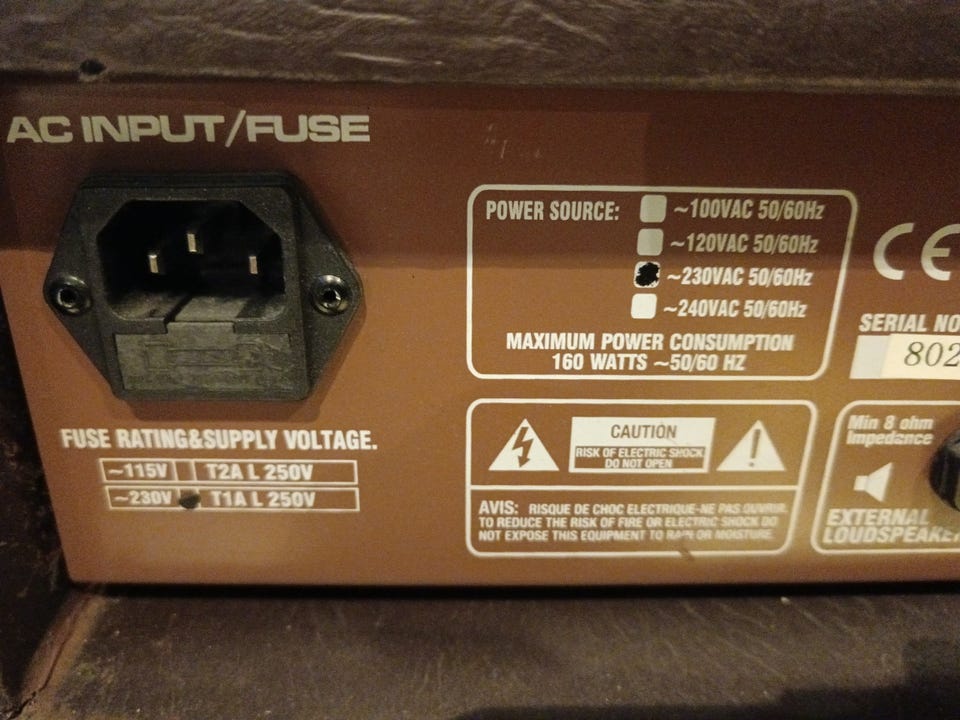 AC INPUT/FUSE
POWER SOURCE: ~100VAC 50/60Hz
~120VAC 50/60Hz
~230VAC 50/60Hz
~240VAC 50/60Hz
MAXIMUM POWER CONSUMPTION
160 WATTS ~50/60 HZ
CE
SERIAL NO
802
FUSE RATING&SUPPLY VOLTAGE.
~115V T2A L 250V
~230V T1A L 250V
CAUTION
RISK OF ELECTRIC SHOCK
DO NOT OPEN
AVIS: RISQUE DE CHOC ELECTRIQUE-NE PAS OUVRIR.
TO REDUCE THE RISK OF FIRE OR ELECTRIC SHOCK DO
NOT EXPOSE THIS EQUIPMENT TO RAIN OR MOISTURE.
Min 8 ohm
Impedance
EXTERNAL
LOUDSPEAKER